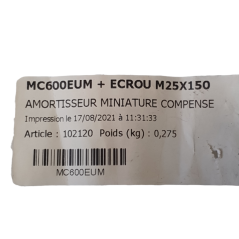 MC600EUM + ECROU M25X150
AMORTISSEUR MINIATURE COMPENSE
Impression le 17/08/2021 à 11:31:33
Article : 102120 Poids (kg) : 0,275
MC600EUM